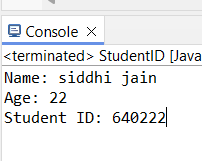 Console
<terminated> StudentID [Java
Name: siddhi jain
Age: 22
Student ID: 640222